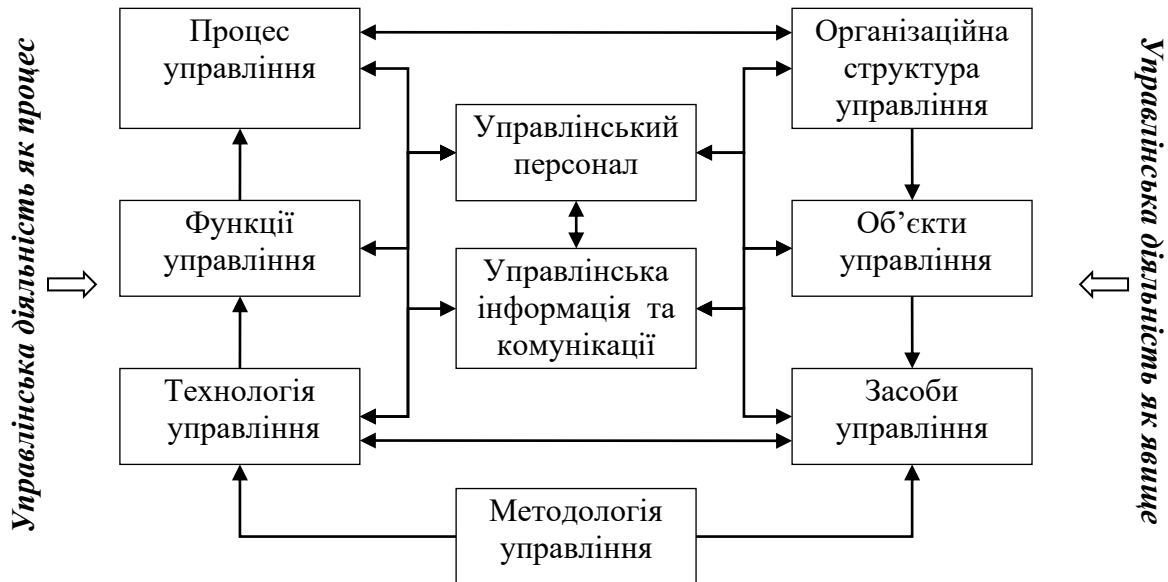 Управлінська діяльність як процес
Процес
управління
Організаційна
структура
управління
Управлінський
персонал
Функції
управління
Об’єкти
управління
Управлінська
інформація та
комунікації
Технологія
управління
Засоби
управління
Методологія
управління
Управлінська діяльність як явище